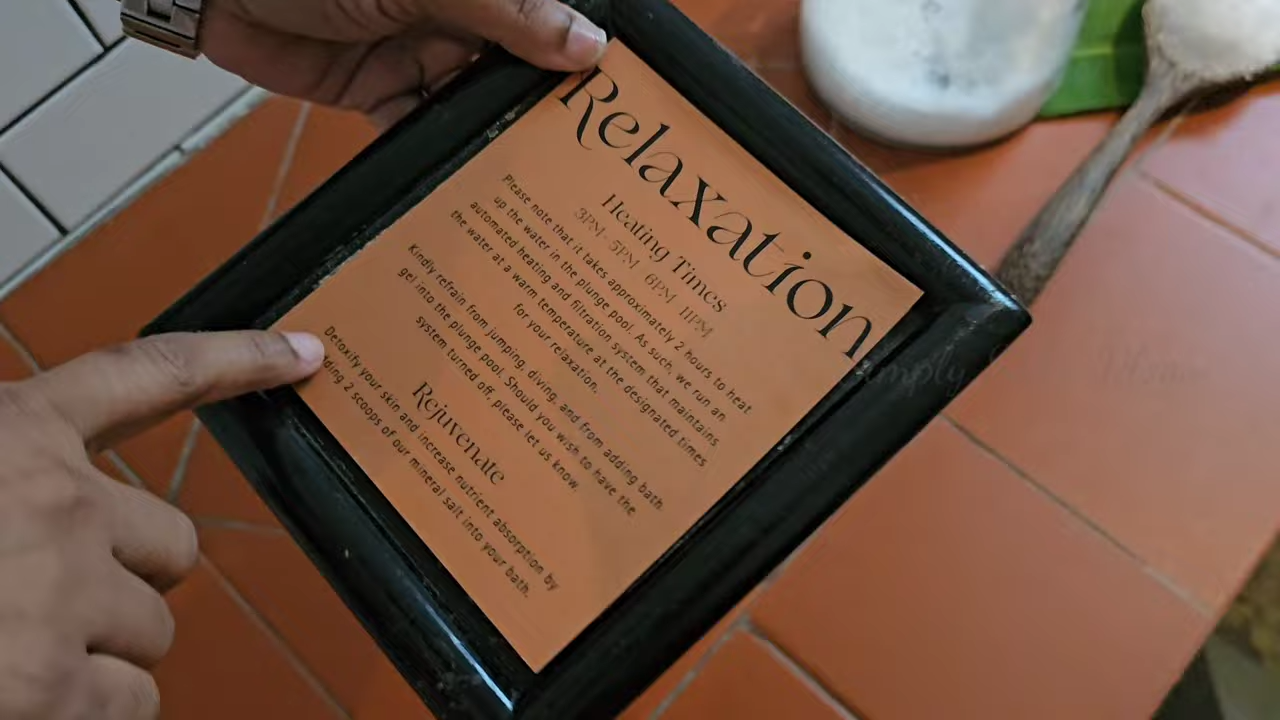 Relaxation
Heating Times
3PM - 5PM 6PM 11PM
Please note that it takes approximately 2 hours to heat
up the water in the plunge pool. As such, we run an
automated heating and filtration system that maintains
the water at a warm temperature at the designated times
for your relaxation.
Kindly refrain from jumping, diving, and from adding bath
gel into the plunge pool. Should you wish to have the
system turned off, please let us know.
Rejuvenate
Detoxify your skin and increase nutrient absorption by
2 scoops of our mineral salt into your bath.